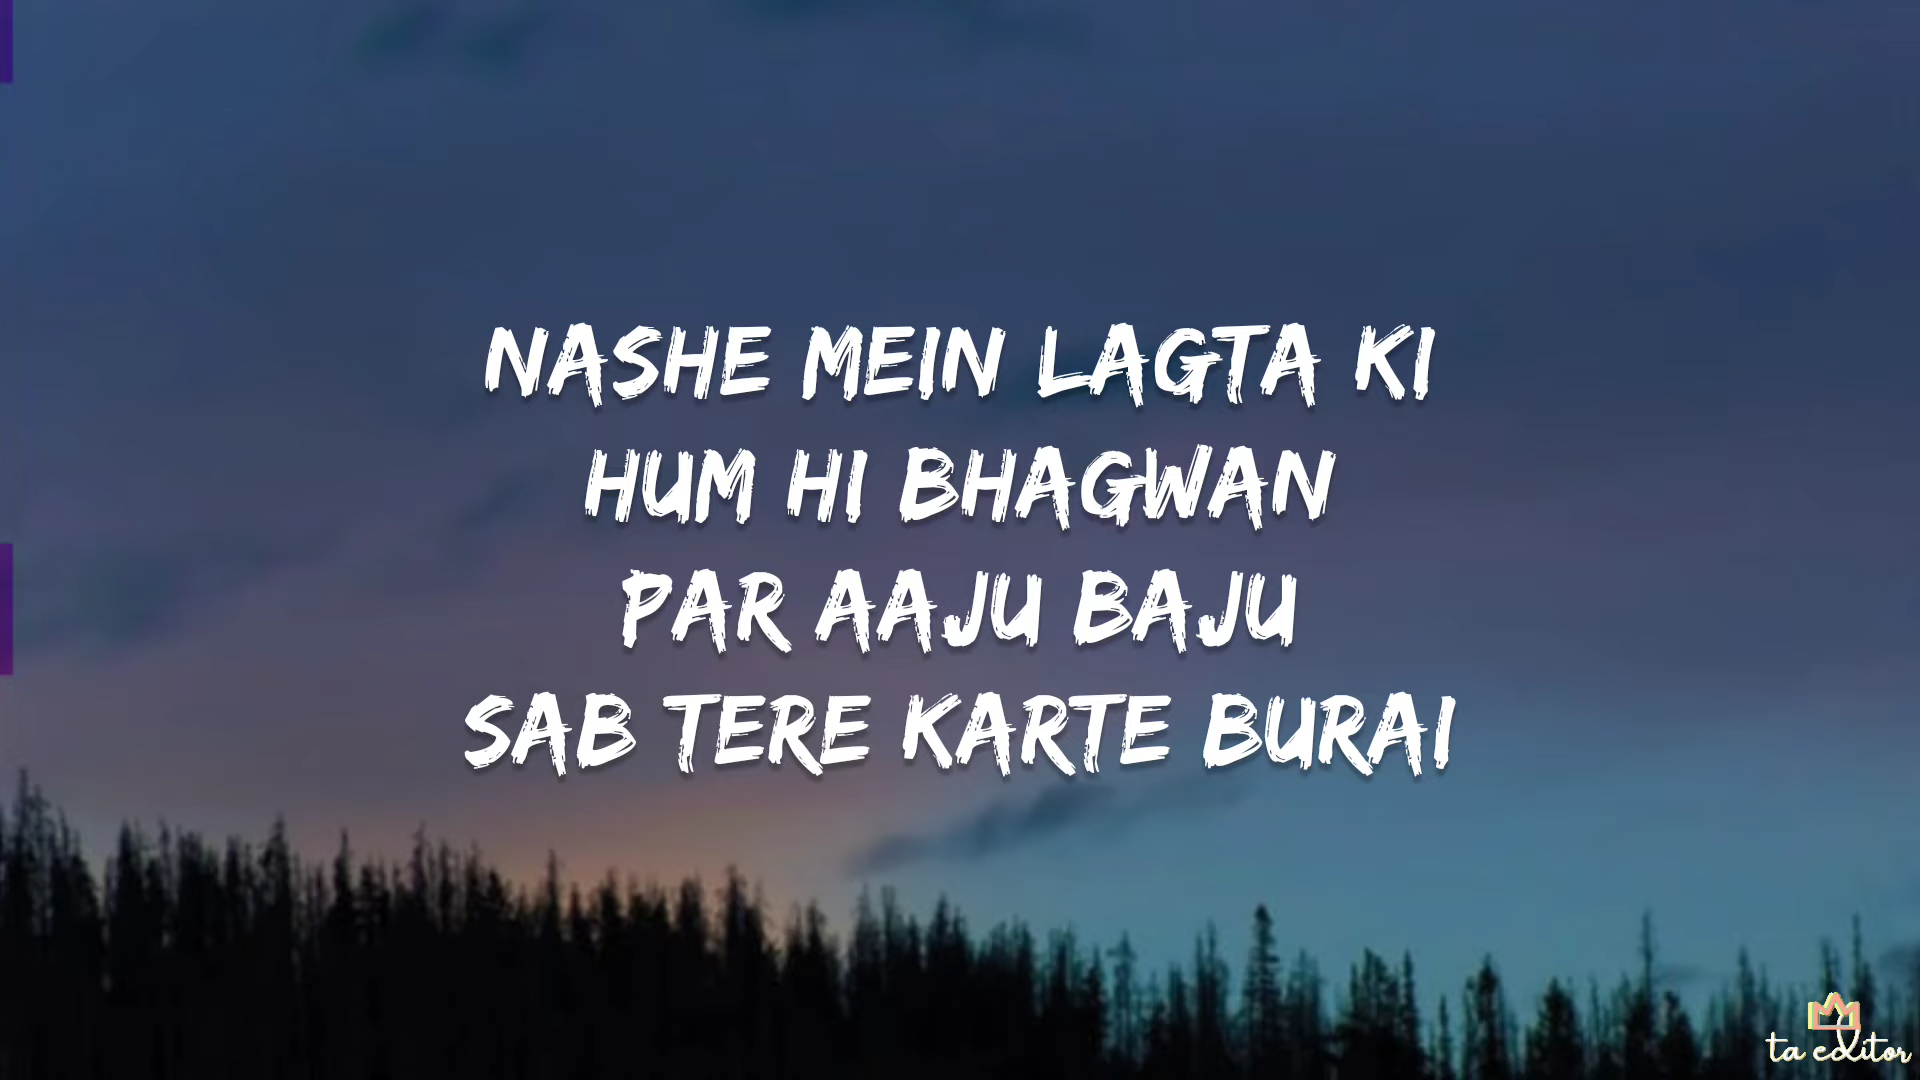 NASHE MEIN LAGTA KI
HUM HI BHAGWAN
PAR AAJU BAJU
SAB TERE KARTE BURAI
ta editor